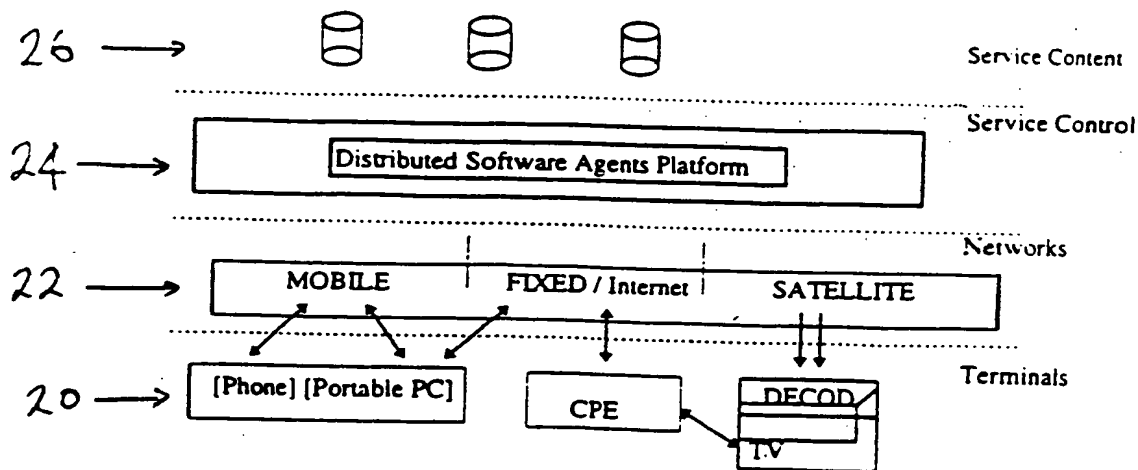 26
Service Content
Service Control
24
Distributed Software Agents Platform
Networks
22
MOBILE
FIXED / Internet
SATELLITE
Terminals
20
[Phone] [Portable PC]
CPE
DECOD
TV